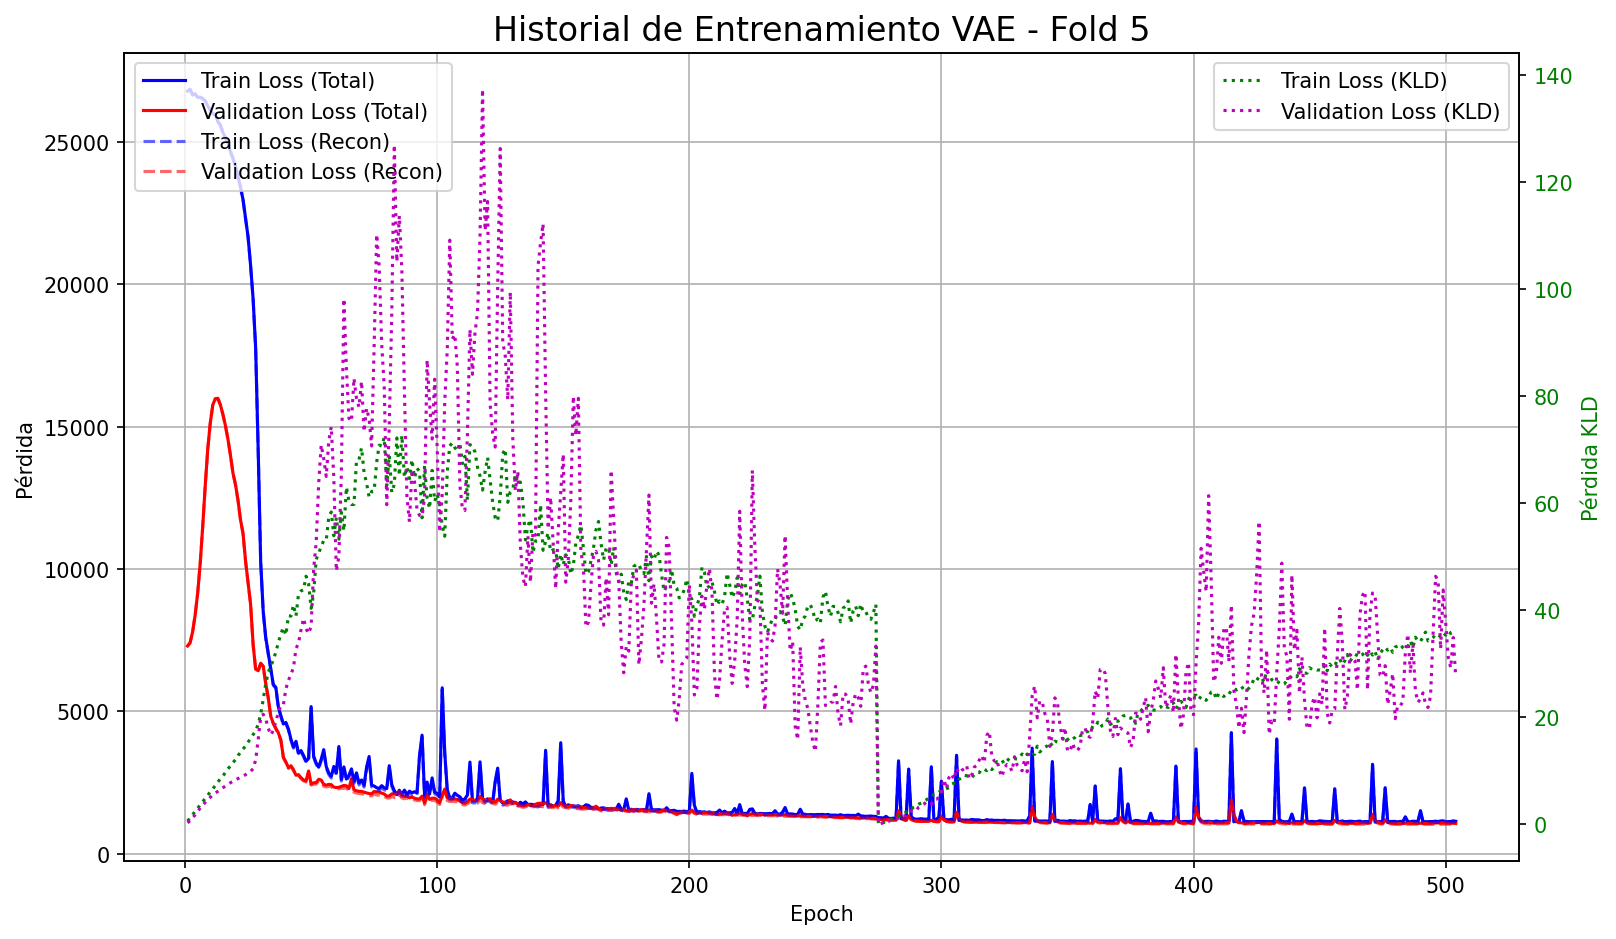 Historial de Entrenamiento VAE - Fold 5
Train Loss (Total)
Validation Loss (Total)
Train Loss (Recon)
Validation Loss (Recon)
Train Loss (KLD)
Validation Loss (KLD)
Pérdida
25000
20000
15000
10000
5000
0
140
120
100
80
60
40
20
0
Pérdida KLD
0 100 200 300 400 500
Epoch